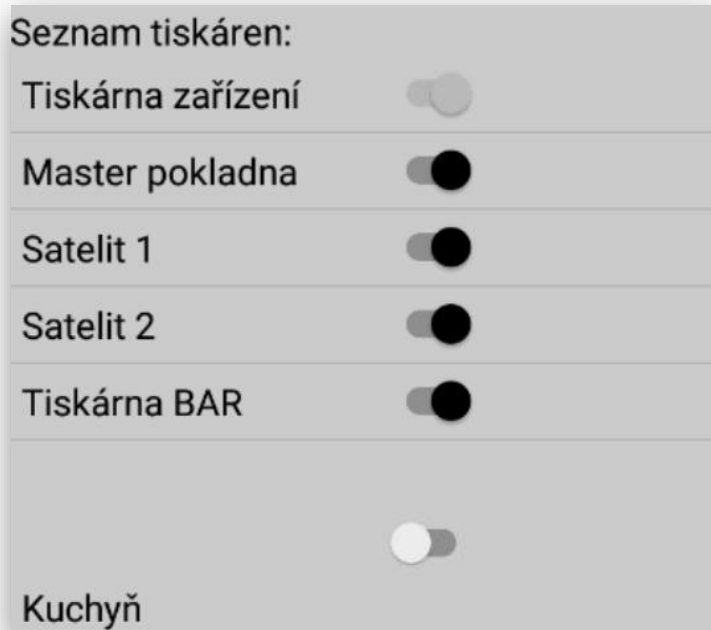 Seznam tiskáren:
Tiskárna zařízení
Master pokladna
Satelit 1
Satelit 2
Tiskárna BAR
Kuchyň